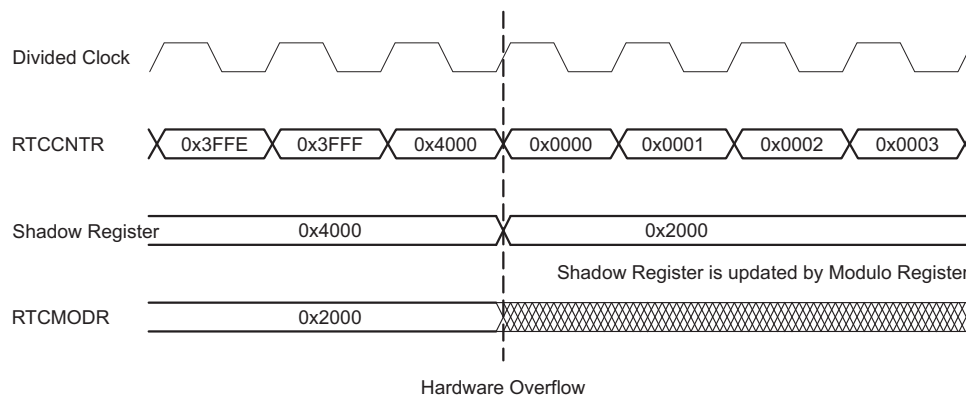 Divided Clock
RTCCNTR 0x3FFE 0x3FFF 0x4000 0x0000 0x0001 0x0002 0x0003
Shadow Register 0x4000 0x2000
Shadow Register is updated by Modulo Register
RTCMODR 0x2000
Hardware Overflow